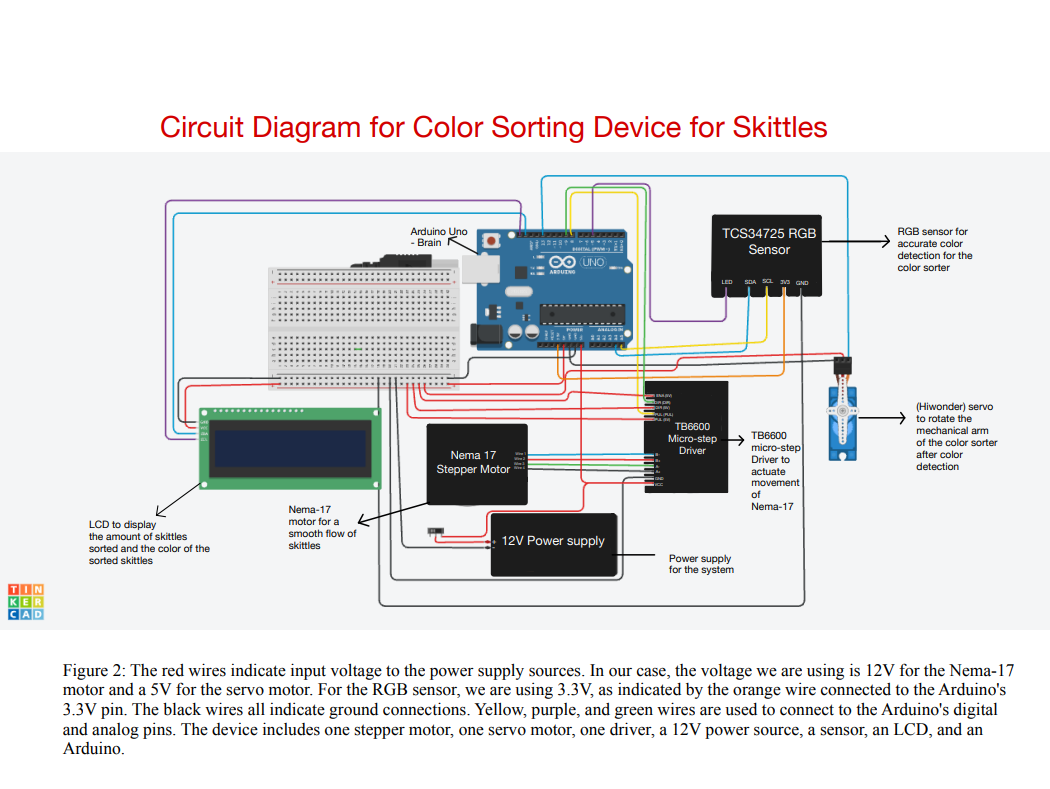 Circuit Diagram for Color Sorting Device for Skittles
Arduino Uno
- Brain
DIGITAL (PWM~)
UNO
ARDUINO
POWER
ANALOG IN
TCS34725 RGB
Sensor
LED SDA SCL 3V3 GND
RGB sensor for
accurate color
detection for the
color sorter
TB6600
Micro-step
Driver
TB6600
micro-step
Driver to
actuate
movement
of
Nema-17
(Hiwonder) servo
to rotate the
mechanical arm
of the color sorter
after color
detection
Nema 17
Stepper Motor
12V Power supply
Power supply
for the system
Nema-17
motor for a
smooth flow of
skittles
LCD to display
the amount of skittles
sorted and the color of the
sorted skittles
TIN
KER
CAD
Figure 2: The red wires indicate input voltage to the power supply sources. In our case, the voltage we are using is 12V for the Nema-17
motor and a 5V for the servo motor. For the RGB sensor, we are using 3.3V, as indicated by the orange wire connected to the Arduino's
3.3V pin. The black wires all indicate ground connections. Yellow, purple, and green wires are used to connect to the Arduino's digital
and analog pins. The device includes one stepper motor, one servo motor, one driver, a 12V power source, a sensor, an LCD, and an
Arduino.